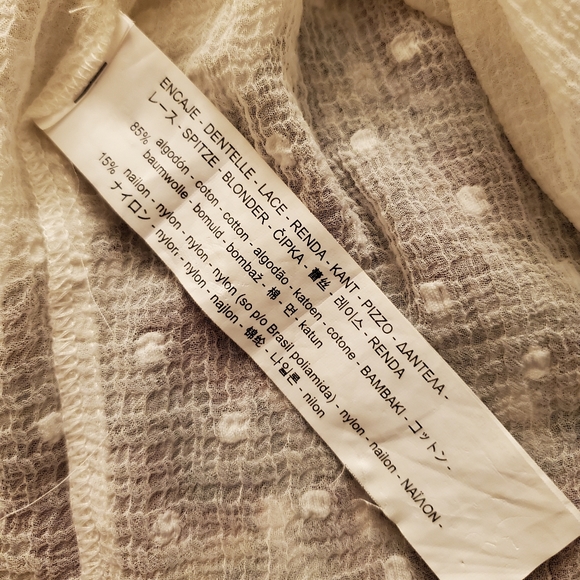 ENCAJE - DENTELLE - LACE - RENDA - KANT - PIZZO - ΔΑΝΤΕΛΑ -
レース - SPITZE - BLONDER - ČIPKA - 蕾丝 - 레이스 - RENDA
85% algodón - coton - cotton - algodão - katoen - cotone - BAMBAKI - コットン -
baumwolle - bomuld - bombaž - 棉 - 면 - katun
15% nailon - nylon - nylon - nylon (so p/o Brasil poliamida) - nylon - nailon - ΝΑΪΛΟΝ -
ナイロン - nylon - nylon - najlon - 锦纶 - 나일론 - nilon